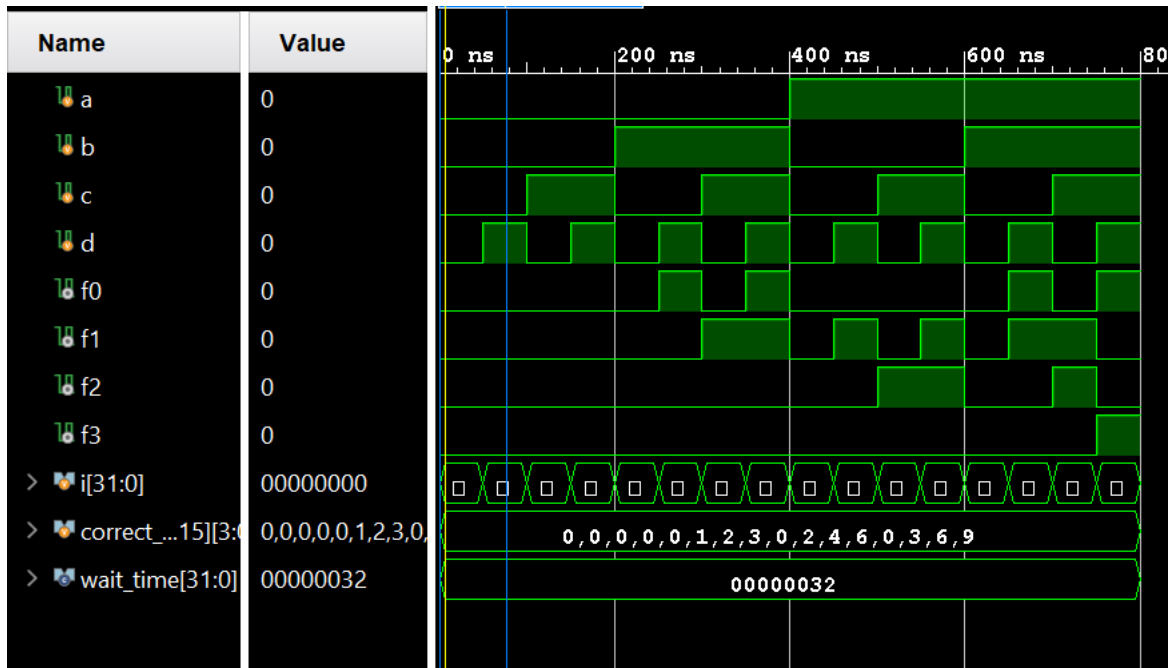 Name Value
0 ns 200 ns 400 ns 600 ns 80
a 0
b 0
c 0
d 0
f0 0
f1 0
f2 0
f3 0
> i[31:0] 00000000
> correct_...15][3:0 0,0,0,0,0,1,2,3,0, 0,0,0,0,0,1,2,3,0,2,4,6,0,3,6,9
> wait_time[31:0] 00000032 00000032